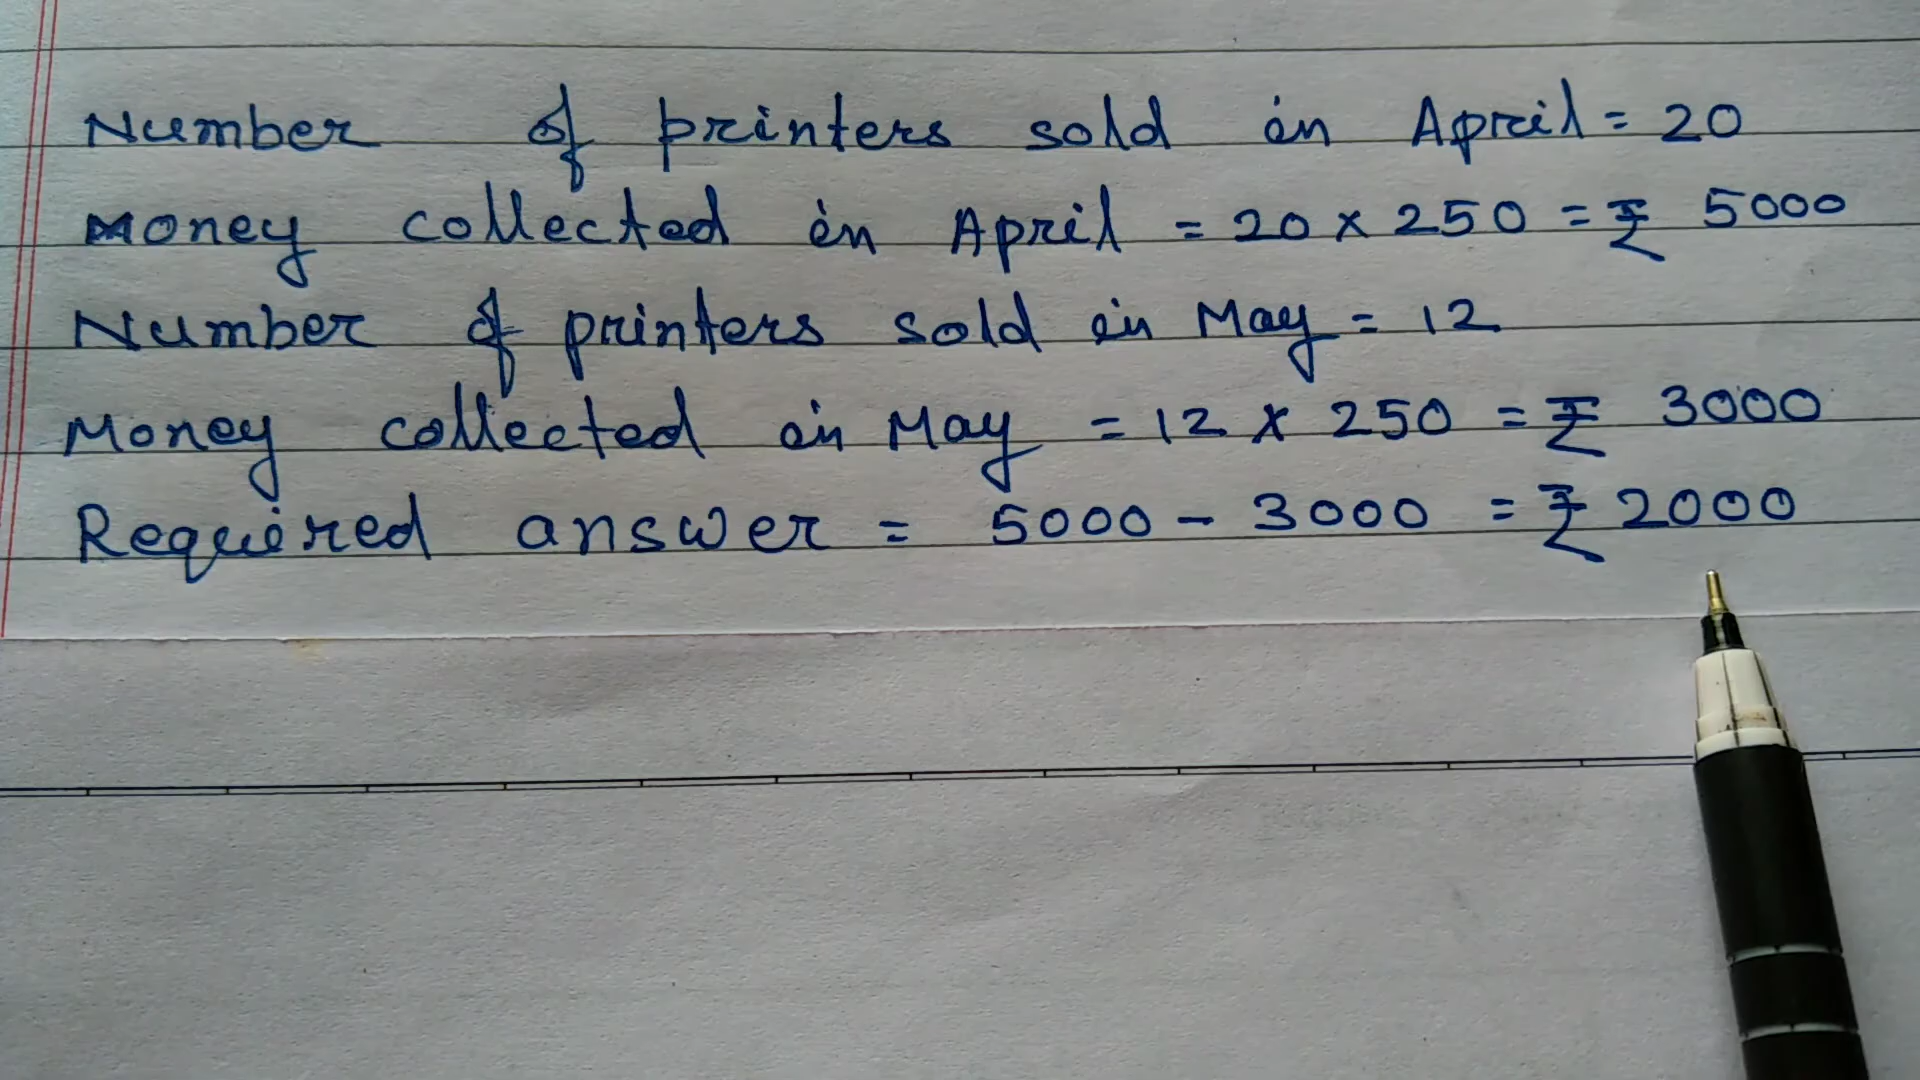 Number of printers sold in April = 20
Money collected in April = 20 × 250 = ₹ 5000
Number of printers sold in May = 12
Money collected in May = 12 × 250 = ₹ 3000
Required answer = 5000 - 3000 = ₹ 2000